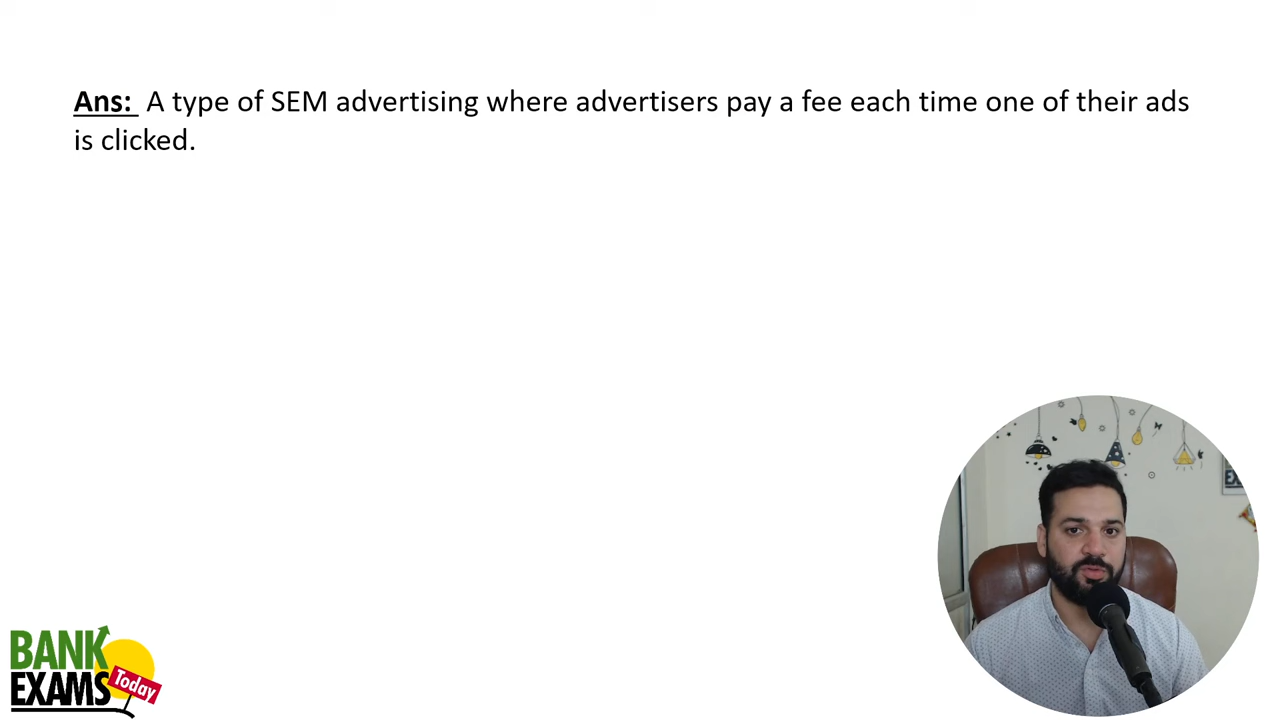 Ans: A type of SEM advertising where advertisers pay a fee each time one of their ads
is clicked.
BANK
EXAMS
Today